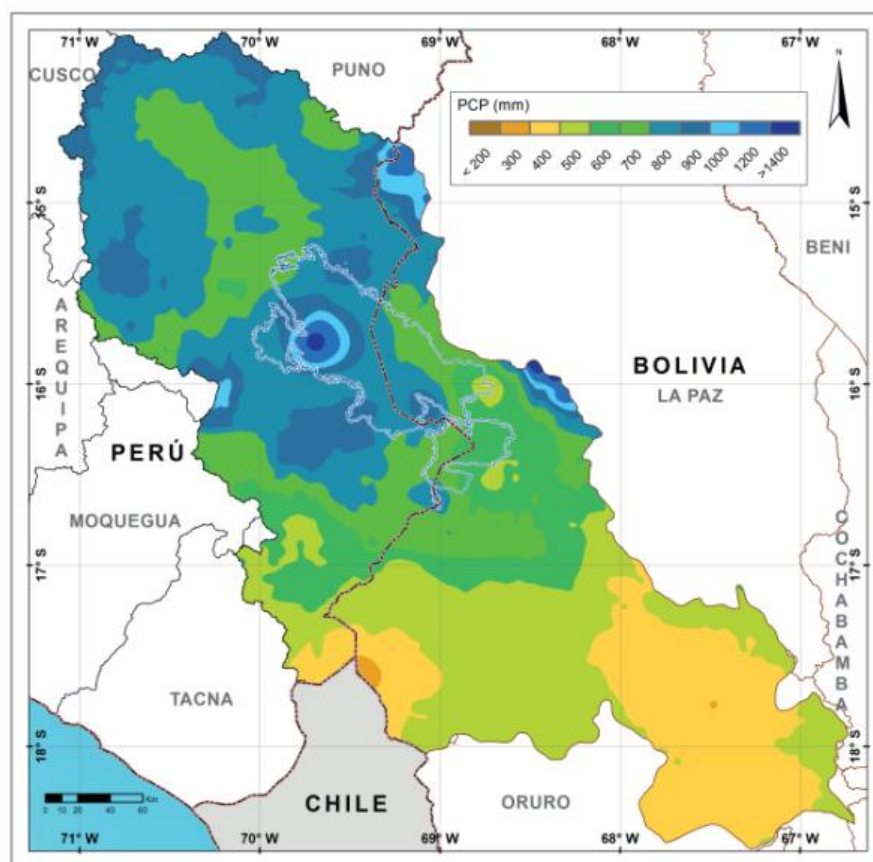 71° W 70° W 69° W 68° W 67° W
CUSCO
PUNO
N
PCP (mm)
< 200 300 400 500 600 700 800 900 1000 1200 >1400
15° S
15° S
BENI
AREQUIPA
BOLIVIA
LA PAZ
16° S
16° S
PERÚ
MOQUEGUA
COCHABAMBA
17° S
17° S
TACNA
18° S
18° S
0 10 20 40 60 Km
CHILE
ORURO
71° W 70° W 69° W 68° W 67° W